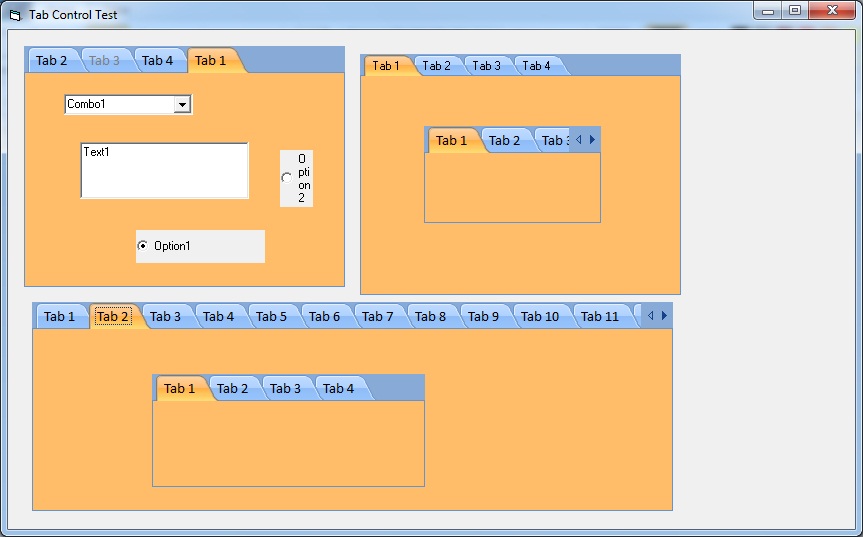 Tab Control Test
Tab 2 Tab 3 Tab 4 Tab 1
Combo1
Text1
O
pti
on
2
Option1
Tab 1 Tab 2 Tab 3 Tab 4
Tab 1 Tab 2 Tab
Tab 1 Tab 2 Tab 3 Tab 4 Tab 5 Tab 6 Tab 7 Tab 8 Tab 9 Tab 10 Tab 11
Tab 1 Tab 2 Tab 3 Tab 4